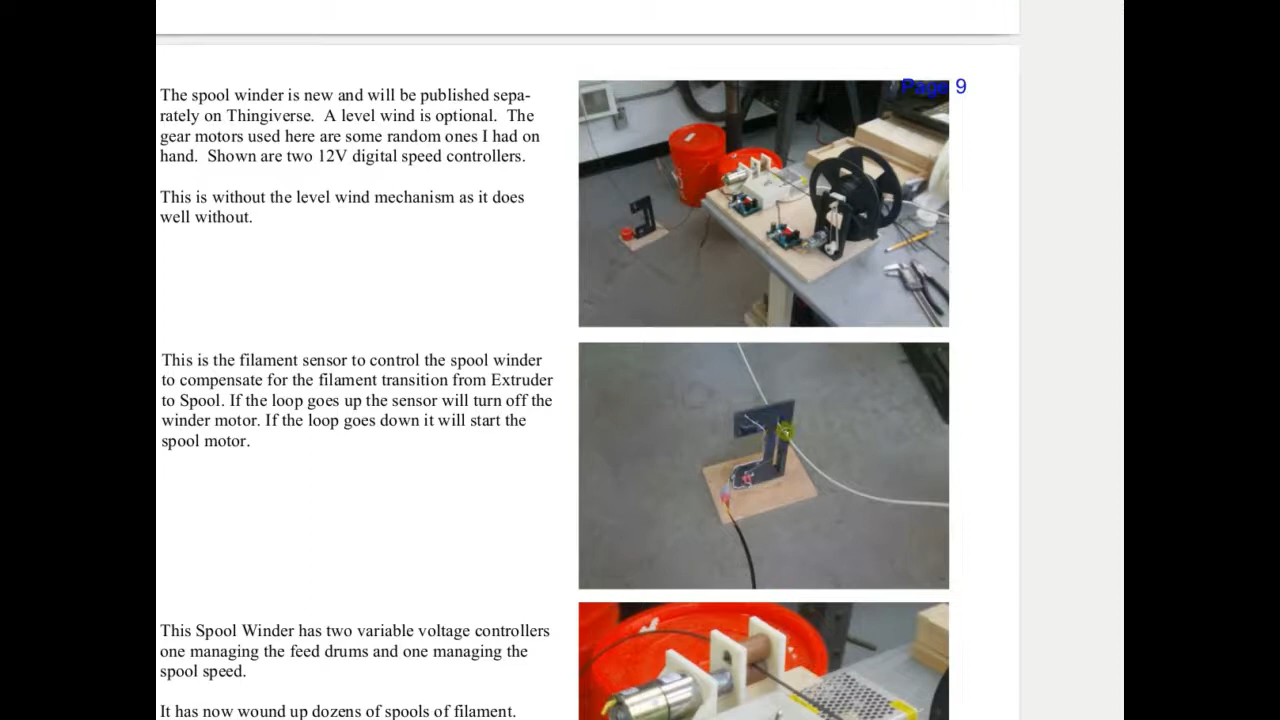 Page 9
The spool winder is new and will be published sepa-
rately on Thingiverse.  A level wind is optional.  The
gear motors used here are some random ones I had on
hand.  Shown are two 12V digital speed controllers.
This is without the level wind mechanism as it does
well without.
This is the filament sensor to control the spool winder
to compensate for the filament transition from Extruder
to Spool. If the loop goes up the sensor will turn off the
winder motor. If the loop goes down it will start the
spool motor.
This Spool Winder has two variable voltage controllers
one managing the feed drums and one managing the
spool speed.
It has now wound up dozens of spools of filament.